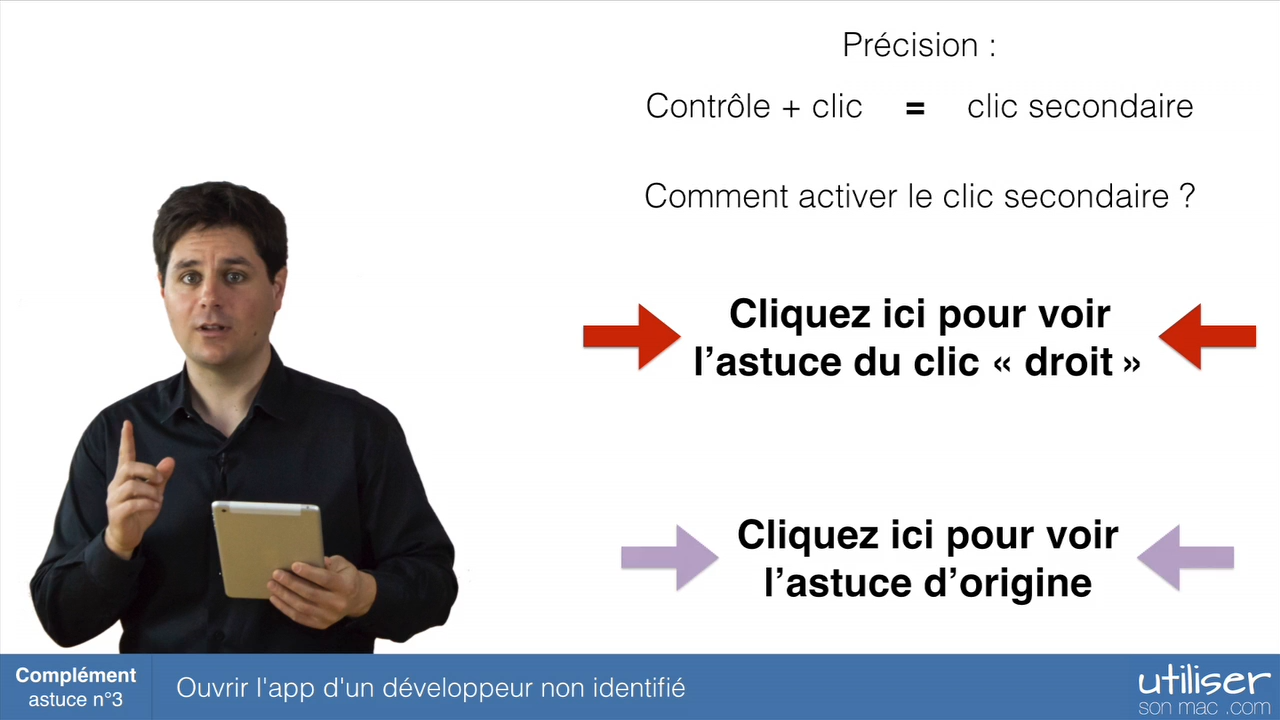 Précision :
Contrôle + clic = clic secondaire
Comment activer le clic secondaire ?
Cliquez ici pour voir
l’astuce du clic « droit »
Cliquez ici pour voir
l’astuce d’origine
Complément
astuce n°3
Ouvrir l'app d'un développeur non identifié
utiliser
son mac .com